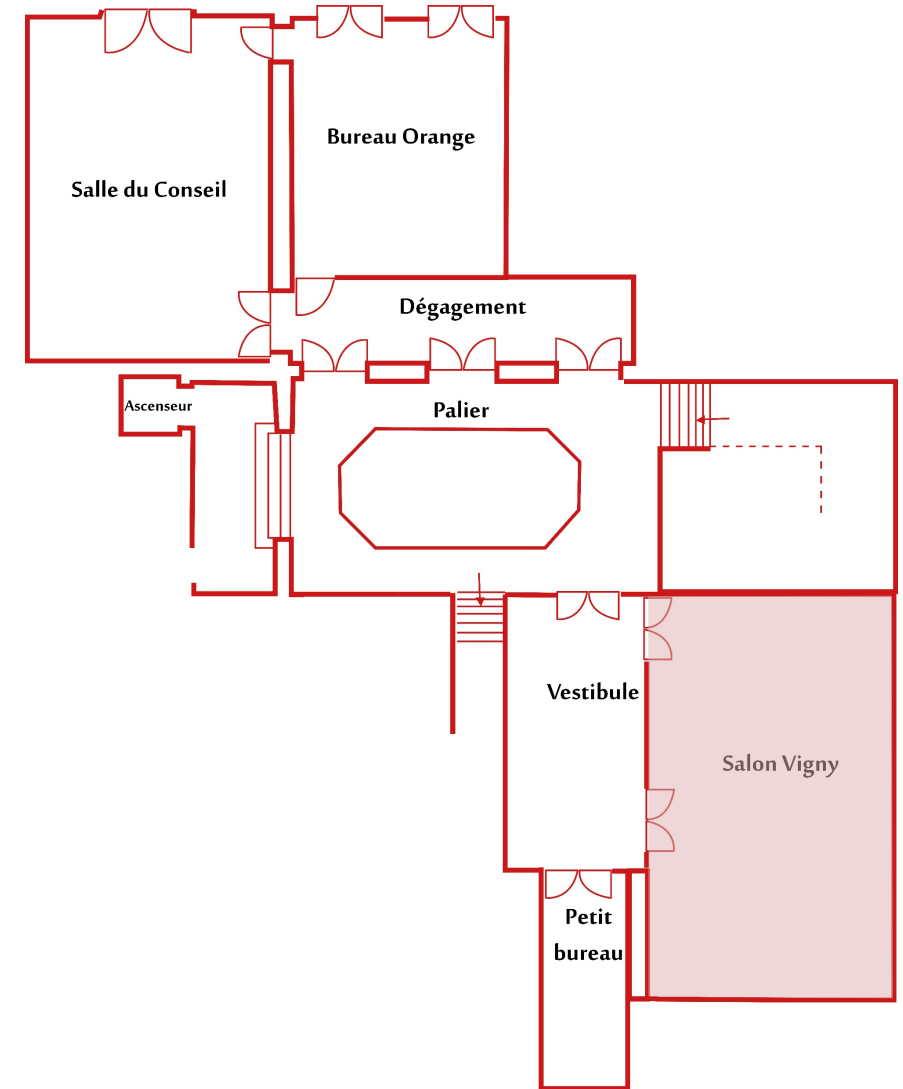 Bureau Orange
Salle du Conseil
Dégagement
Ascenseur
Palier
Vestibule
Salon Vigny
Petit
bureau